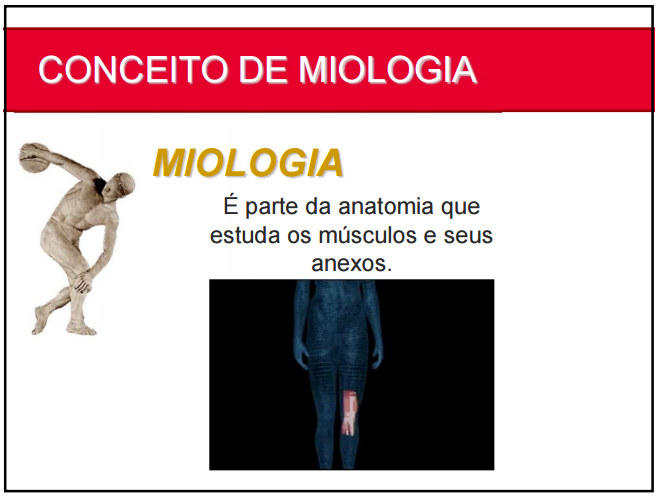 CONCEITO DE MIOLOGIA
MIOLOGIA
É parte da anatomia que
estuda os músculos e seus
anexos.